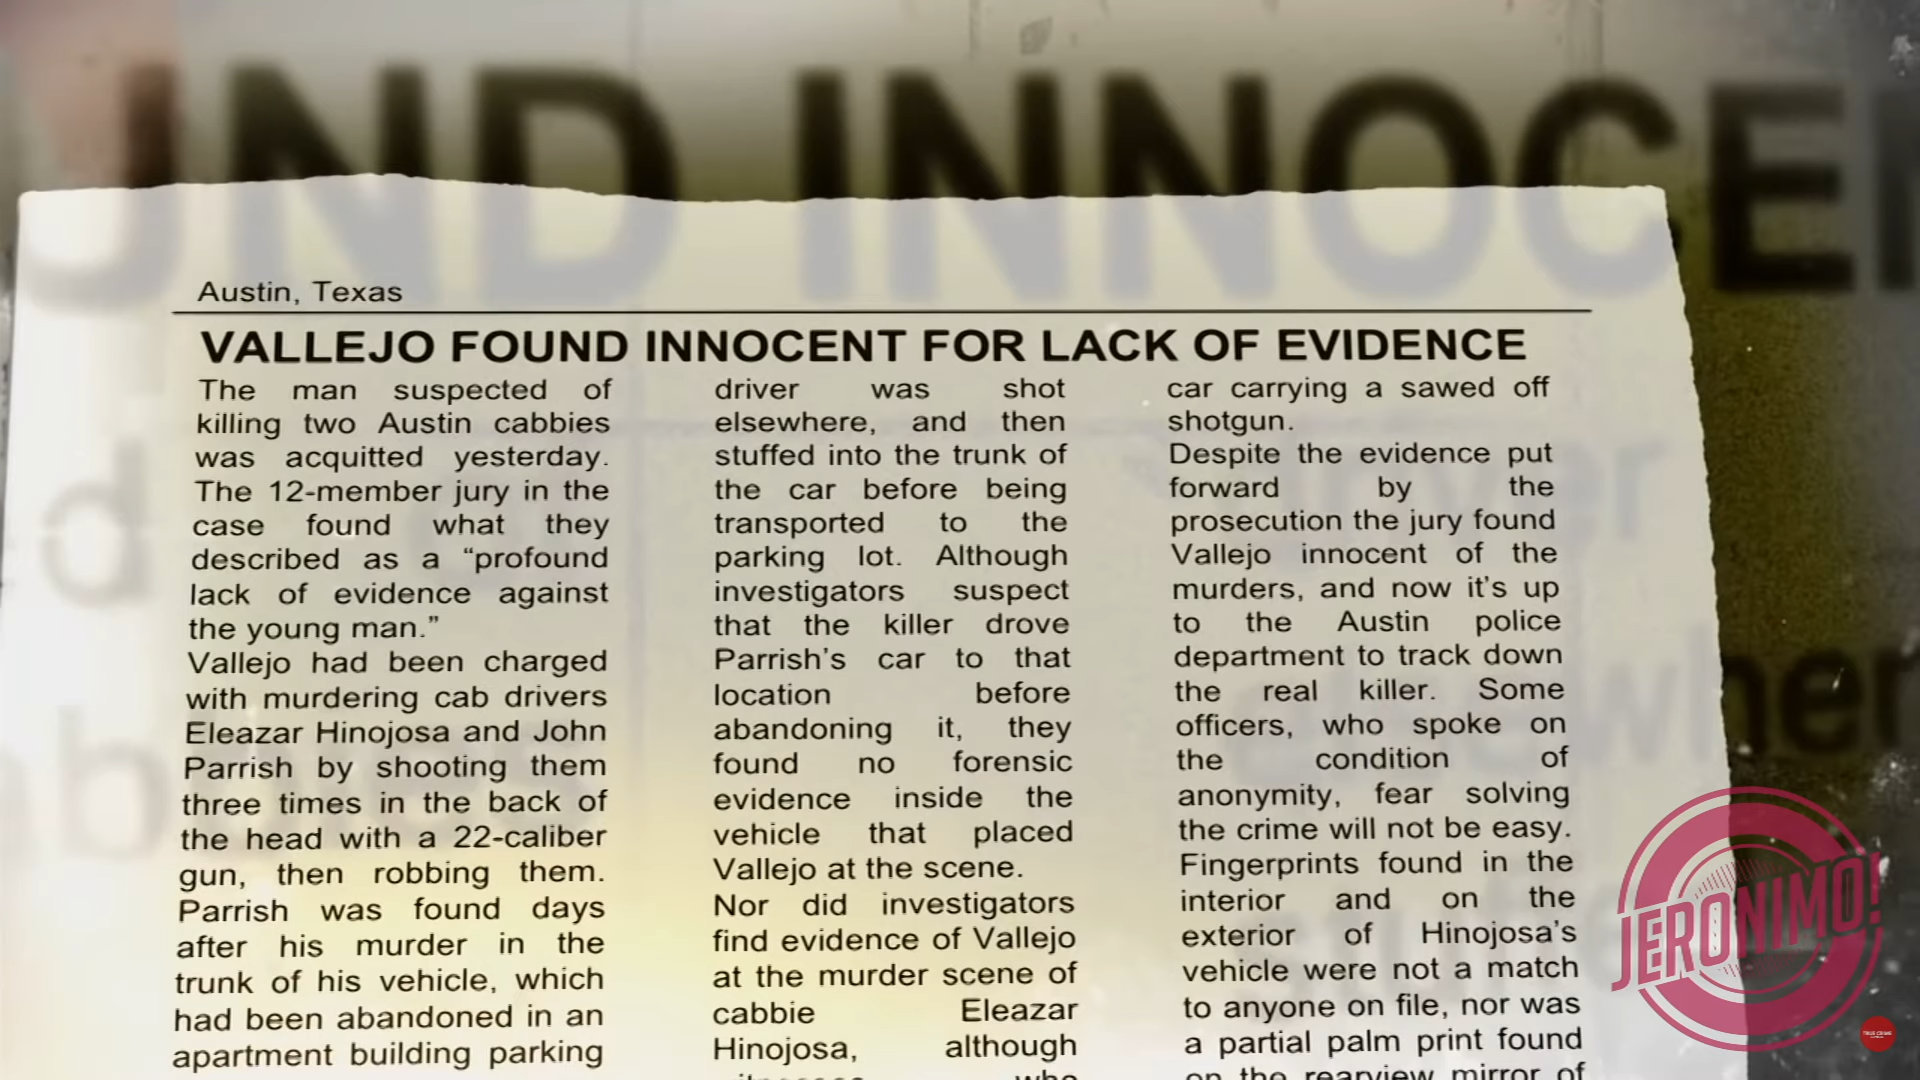 UND INNOCE
Austin, Texas
VALLEJO FOUND INNOCENT FOR LACK OF EVIDENCE
The man suspected of
killing two Austin cabbies
was acquitted yesterday.
The 12-member jury in the
case found what they
described as a “profound
lack of evidence against
the young man.”
Vallejo had been charged
with murdering cab drivers
Eleazar Hinojosa and John
Parrish by shooting them
three times in the back of
the head with a 22-caliber
gun, then robbing them.
Parrish was found days
after his murder in the
trunk of his vehicle, which
had been abandoned in an
apartment building parking
driver was shot
elsewhere, and then
stuffed into the trunk of
the car before being
transported to the
parking lot. Although
investigators suspect
that the killer drove
Parrish’s car to that
location before
abandoning it, they
found no forensic
evidence inside the
vehicle that placed
Vallejo at the scene.
Nor did investigators
find evidence of Vallejo
at the murder scene of
cabbie Eleazar
Hinojosa, although
who
car carrying a sawed off
shotgun.
Despite the evidence put
forward by the
prosecution the jury found
Vallejo innocent of the
murders, and now it’s up
to the Austin police
department to track down
the real killer. Some
officers, who spoke on
the condition of
anonymity, fear solving
the crime will not be easy.
Fingerprints found in the
interior and on the
exterior of Hinojosa’s
vehicle were not a match
to anyone on file, nor was
a partial palm print found
on the rearview mirror of
JERONIMO!
TRUE CRIME